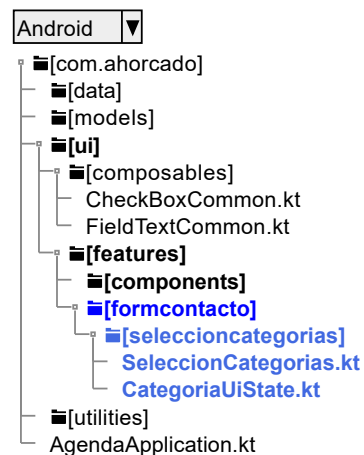 Android
[com.ahorcado]
[data]
[models]
[ui]
[composables]
CheckBoxCommon.kt
FieldTextCommon.kt
[features]
[components]
[formcontacto]
[seleccioncategorias]
SeleccionCategorias.kt
CategoriaUiState.kt
[utilities]
AgendaApplication.kt